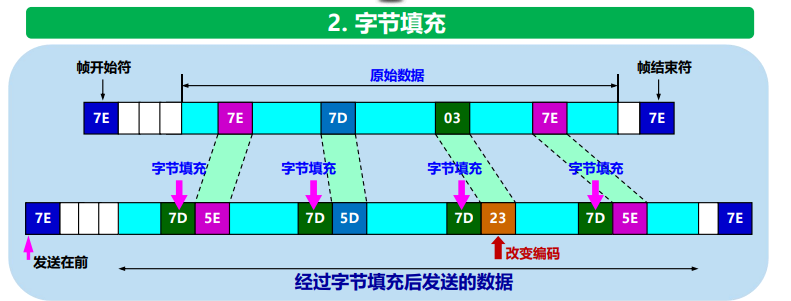 2. 字节填充
帧开始符
原始数据
帧结束符
7E 7E 7D 03 7E 7E
字节填充 字节填充 字节填充 字节填充
7E 7D 5E 7D 5D 7D 23 7D 5E 7E
发送在前
改变编码
经过字节填充后发送的数据